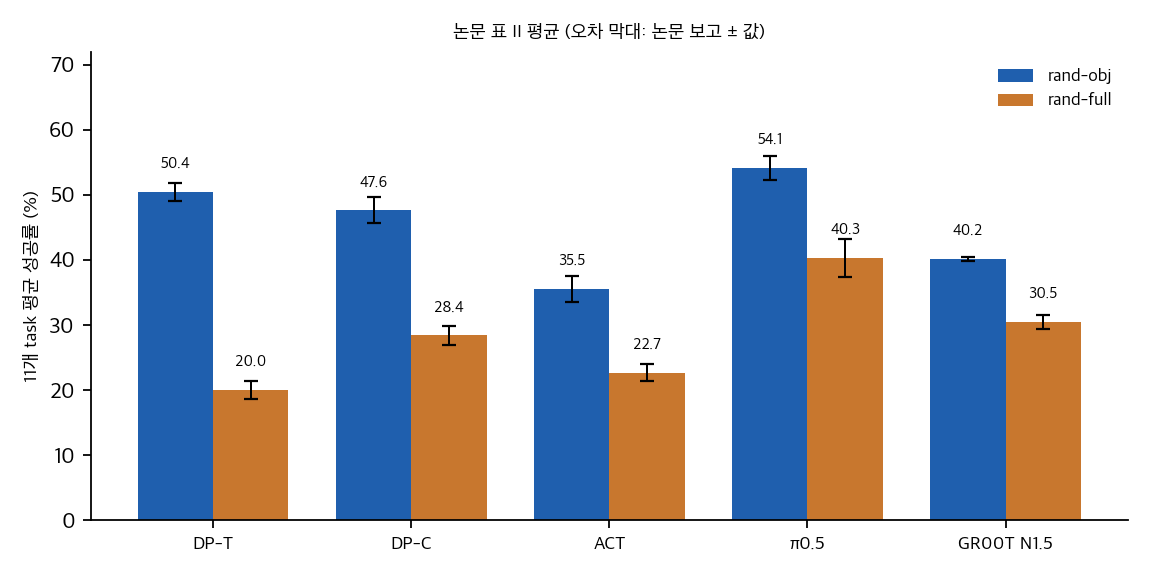 논문 표 II 평균 (오차 막대: 논문 보고 ± 값)
rand-obj
rand-full
11개 task 평균 성공률 (%)
70
60
50
40
30
20
10
0
50.4
20.0
47.6
28.4
35.5
22.7
54.1
40.3
40.2
30.5
DP-T
DP-C
ACT
π0.5
GR00T N1.5